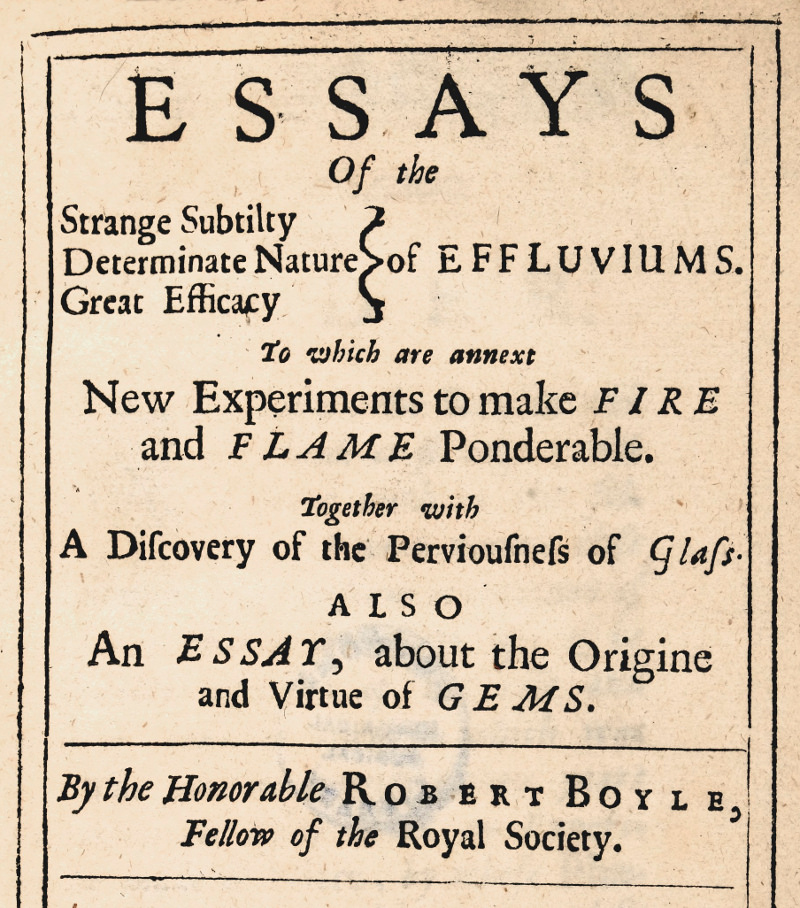 ESSAYS
Of the
Strange Subtilty
Determinate Nature } of EFFLUVIUMS.
Great Efficacy
To which are annext
New Experiments to make FIRE
and FLAME Ponderable.
Together with
A Diſcovery of the Perviouſneſs of Glaſs.
ALSO
An ESSAY, about the Origine
and Virtue of GEMS.
By the Honorable ROBERT BOYLE,
Fellow of the Royal Society.